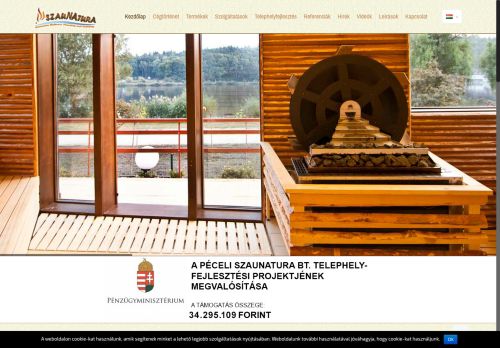 SZAUNATURA
Kezdőlap Cégtörténet Termékek Szolgáltatások Telephelyfejlesztés Referenciák Hírek Videók Leírások Kapcsolat
A PÉCELI SZAUNATURA BT. TELEPHELY-
FEJLESZTÉSI PROJEKTJÉNEK
MEGVALÓSÍTÁSA
PÉNZÜGYMINISZTÉRIUM
A TÁMOGATÁS ÖSSZEGE:
34.295.109 FORINT
A weboldalon cookie-kat használunk, amik segítenek minket a lehető legjobb szolgáltatások nyújtásában. Weboldalunk további használatával jóváhagyja, hogy cookie-kat használjunk. Ok